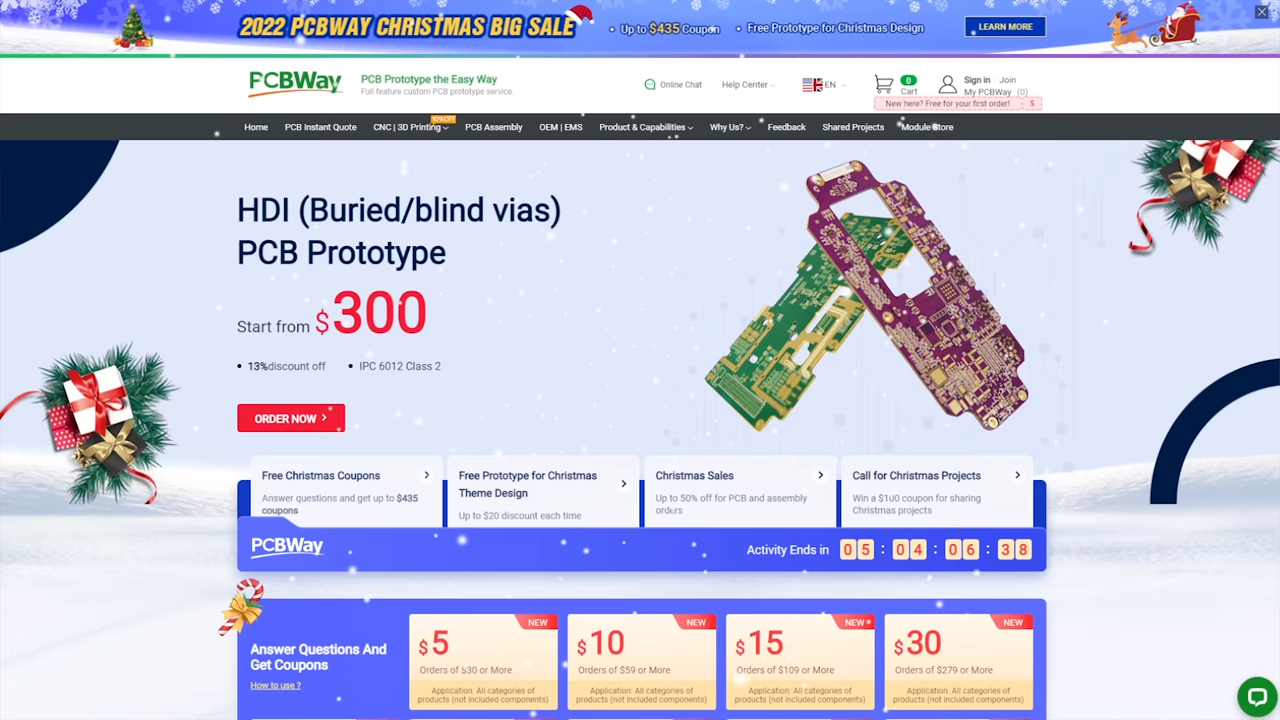 2022 PCBWAY CHRISTMAS BIG SALE
• Up to $435 Coupon
• Free Prototype for Christmas Design
LEARN MORE
PCBWay
PCB Prototype the Easy Way
Full feature custom PCB prototype service.
Online Chat
Help Center
EN
0
Cart
Sign in | Join
My PCBWay (0)
New here? Free for your first order! $
Home
PCB Instant Quote
CNC | 3D Printing
10%OFF
PCB Assembly
OEM | EMS
Product & Capabilities
Why Us?
Feedback
Shared Projects
Module Store
HDI (Buried/blind vias)
PCB Prototype
Start from $300
• 13%discount off
• IPC 6012 Class 2
ORDER NOW >
Free Christmas Coupons >
Answer questions and get up to $435
coupons
Free Prototype for Christmas
Theme Design >
Up to $20 discount each time
Christmas Sales >
Up to 50% off for PCB and assembly
orders
Call for Christmas Projects >
Win a $100 coupon for sharing
Christmas projects
PCBWay
Activity Ends in 05 : 04 : 06 : 38
Answer Questions And
Get Coupons
How to use ?
NEW
$5
Orders of $30 or More
Application: All categories of
products (not included components)
NEW
$10
Orders of $59 or More
Application: All categories of
products (not included components)
NEW
$15
Orders of $109 or More
Application: All categories of
products (not included components)
NEW
$30
Orders of $279 or More
Application: All categories of
products (not included components)